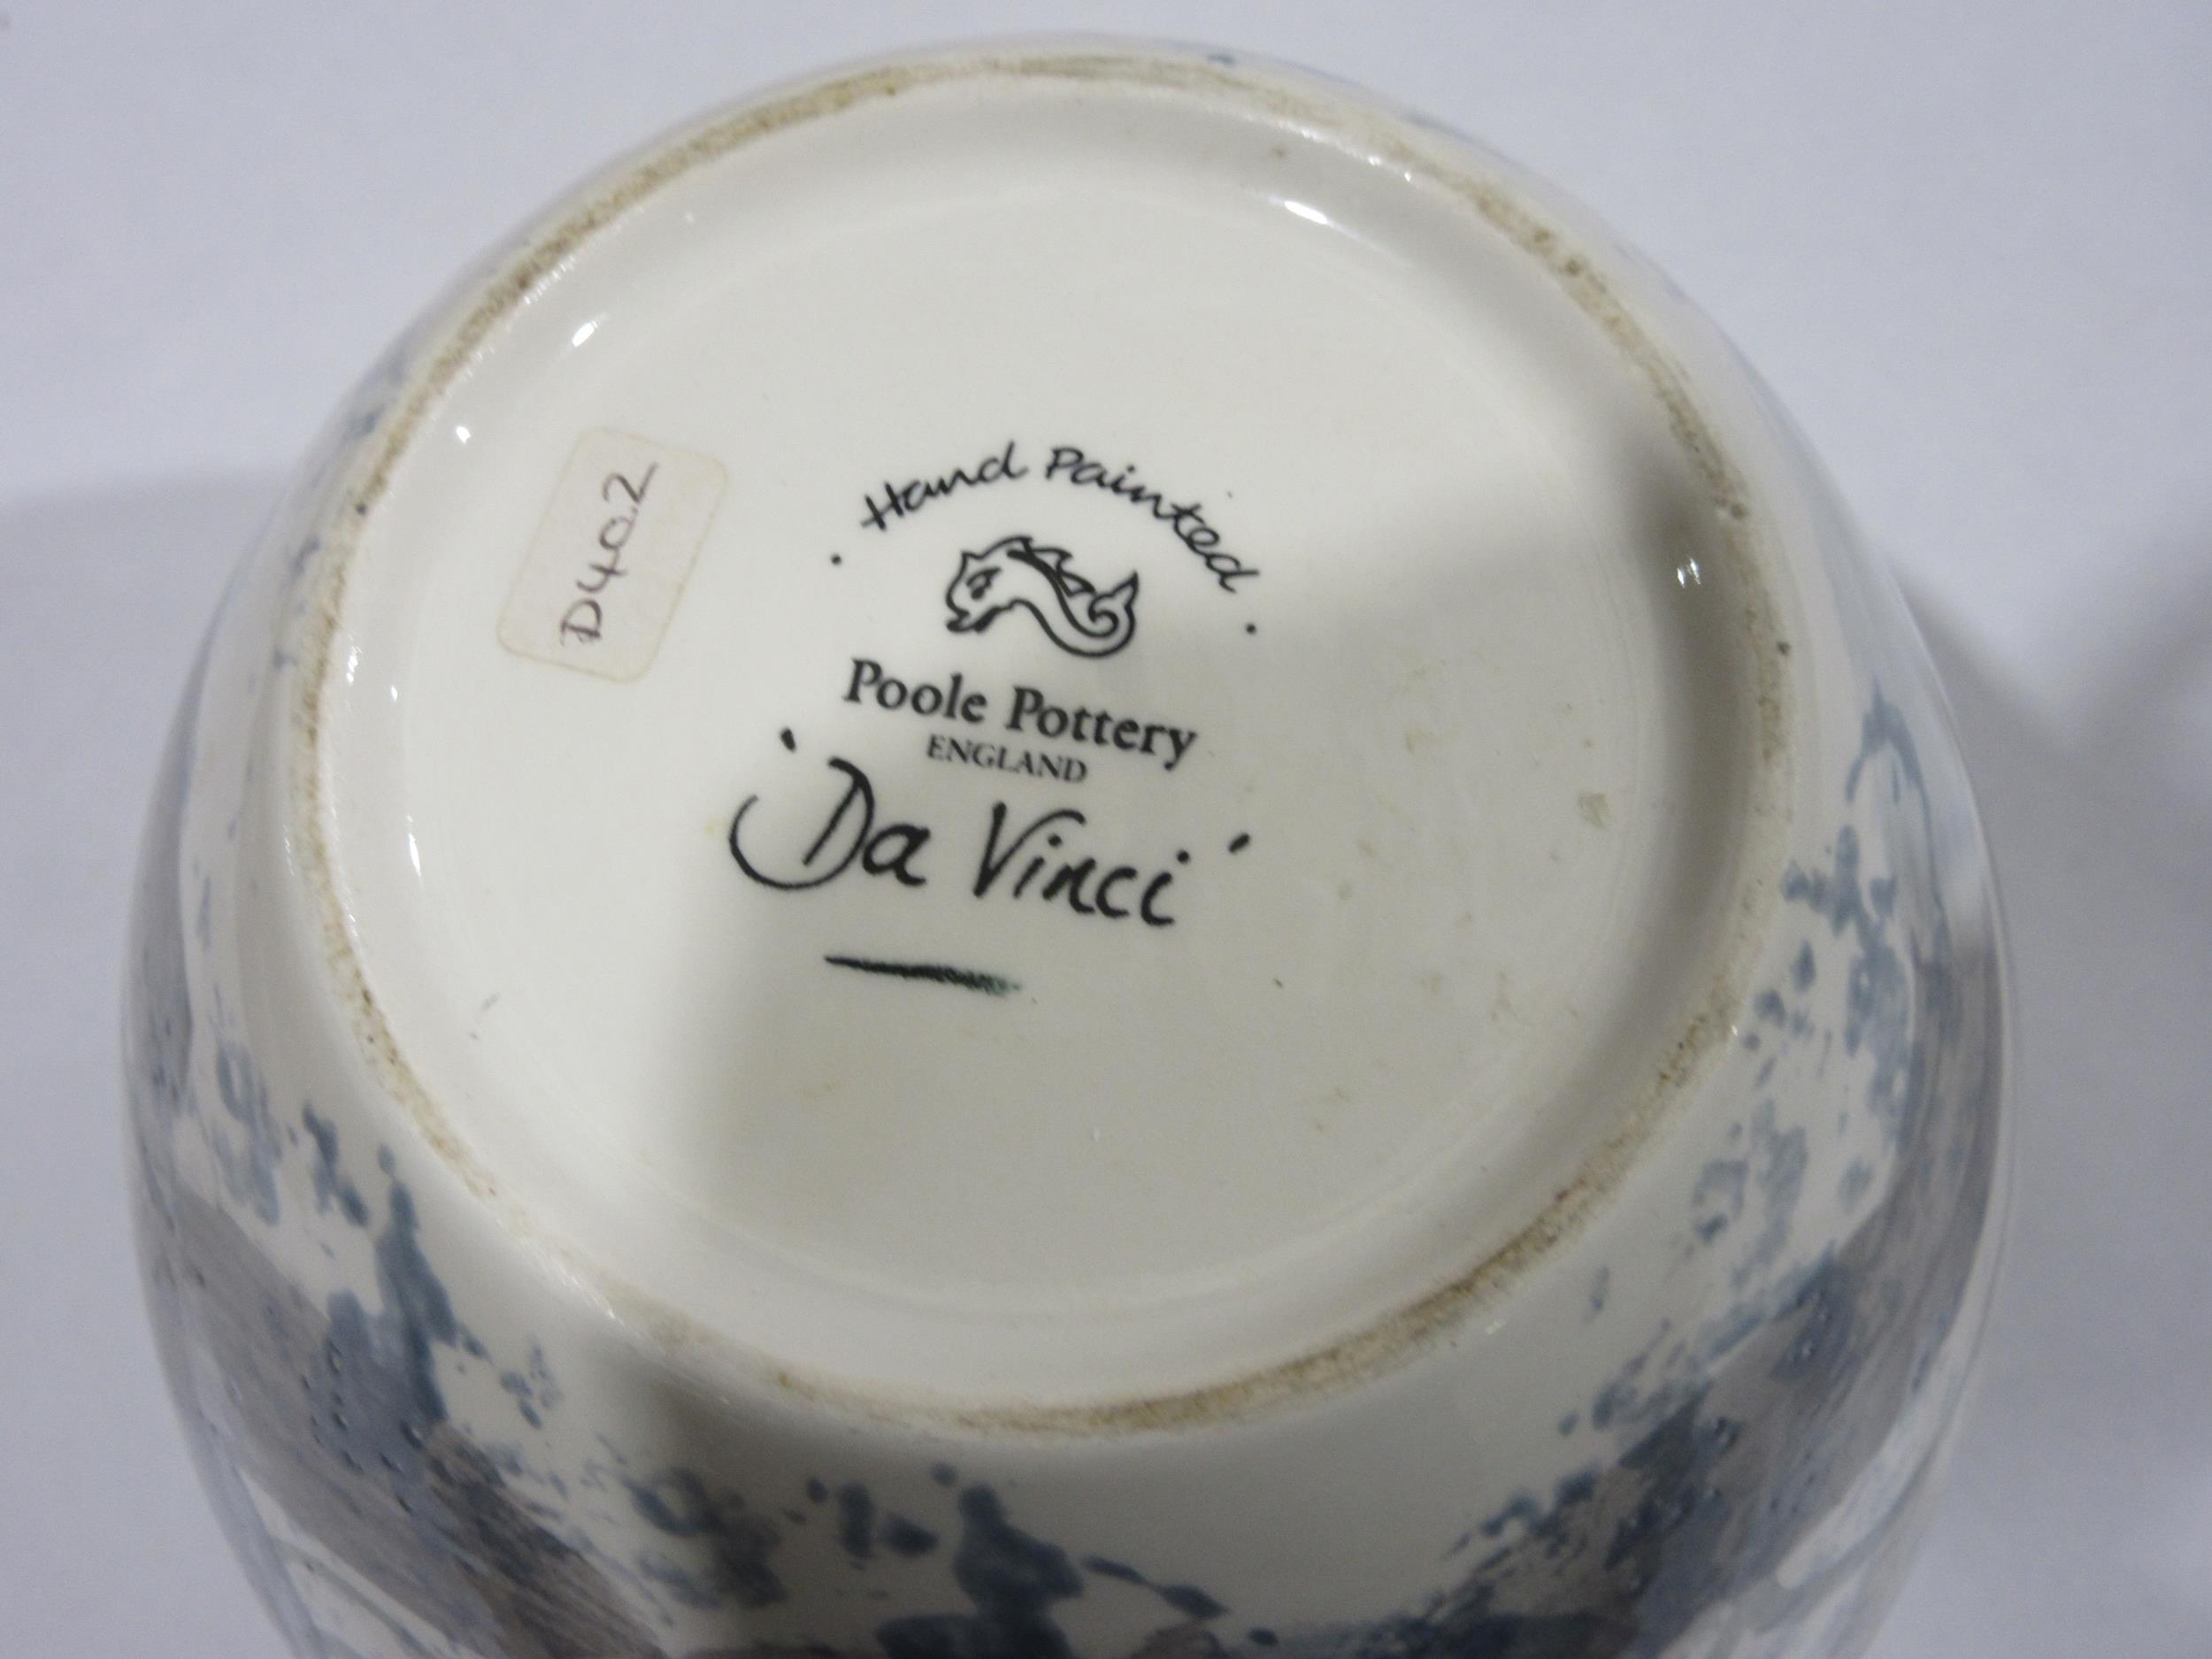 · Hand Painted ·
Poole Pottery
ENGLAND
'Da Vinci'
D402